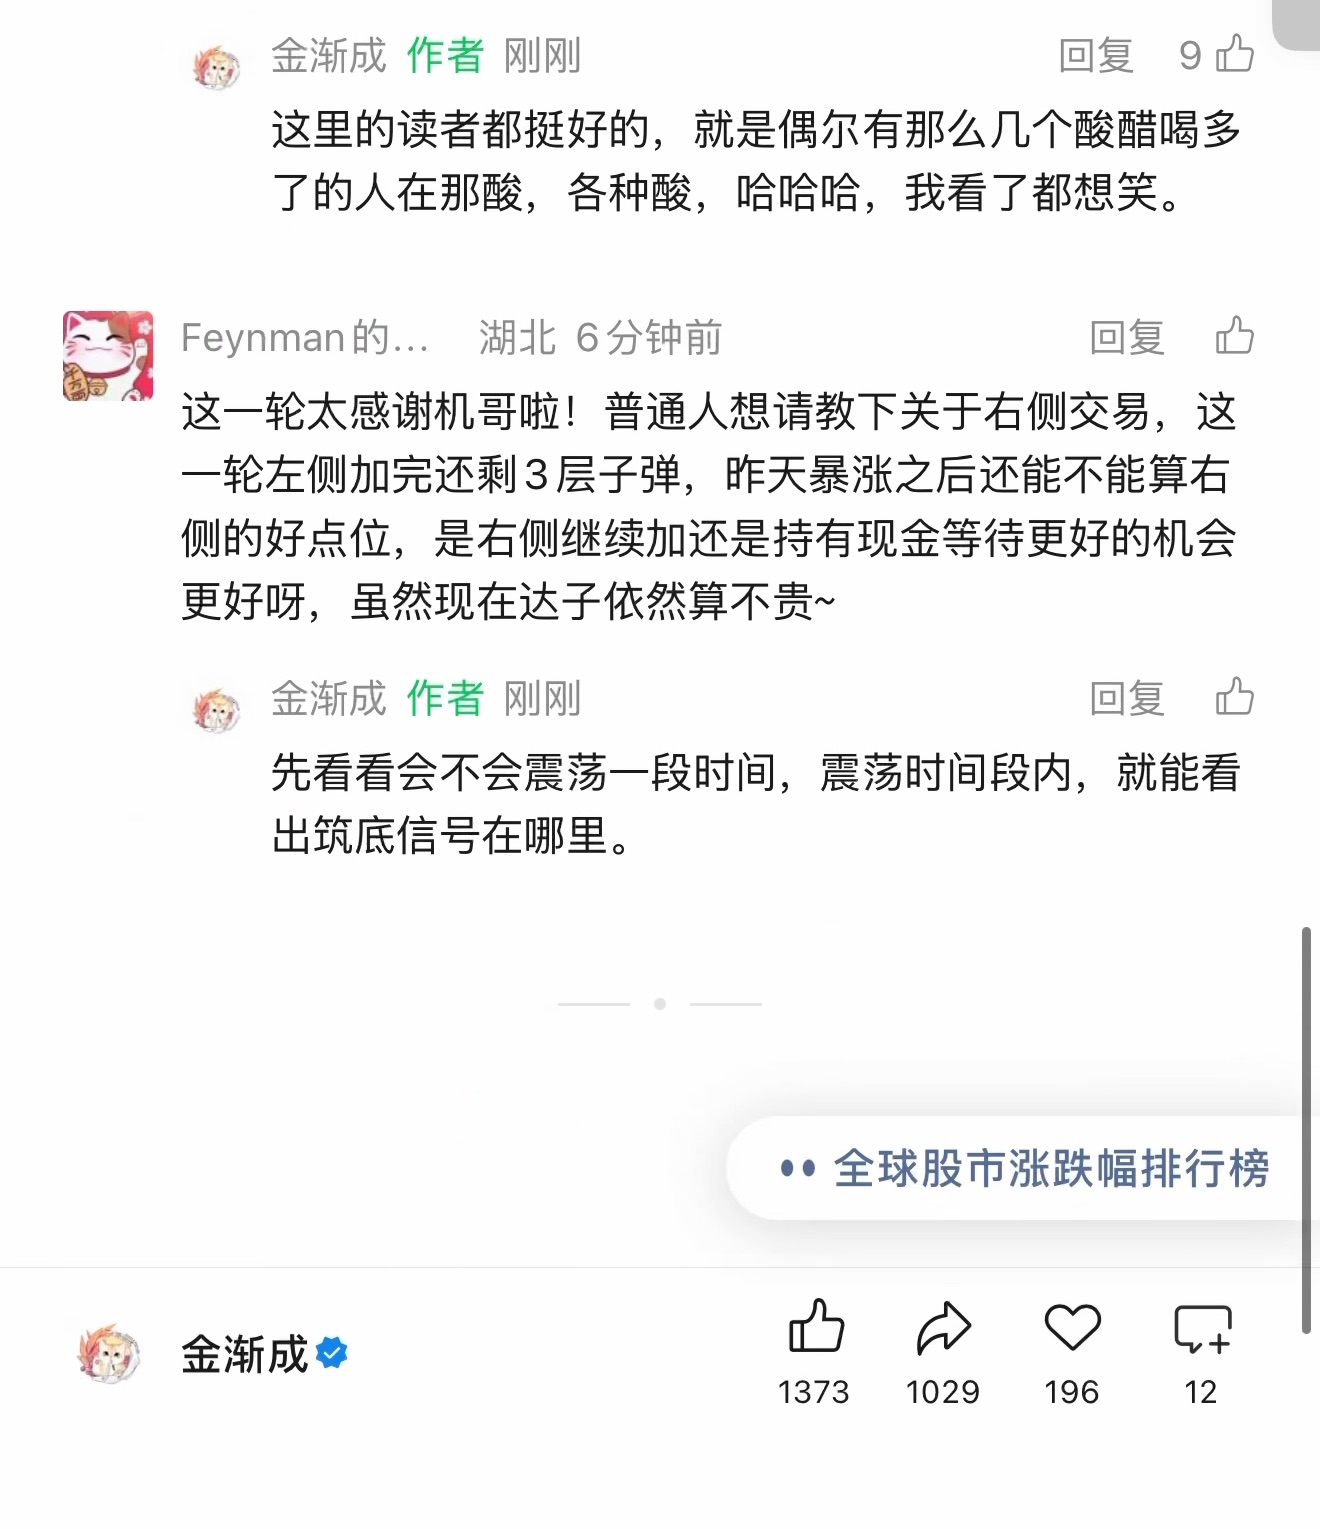 金渐成 作者 刚刚 回复 9
这里的读者都挺好的，就是偶尔有那么几个酸醋喝多
了的人在那酸，各种酸，哈哈哈，我看了都想笑。
Feynman的... 湖北 6分钟前 回复
这一轮太感谢机哥啦！普通人想请教下关于右侧交易，这
一轮左侧加完还剩3层子弹，昨天暴涨之后还能不能算右
侧的好点位，是右侧继续加还是持有现金等待更好的机会
更好呀，虽然现在达子依然算不贵~
金渐成 作者 刚刚 回复
先看看会不会震荡一段时间，震荡时间段内，就能看
出筑底信号在哪里。
全球股市涨跌幅排行榜
金渐成
1373 1029 196 12